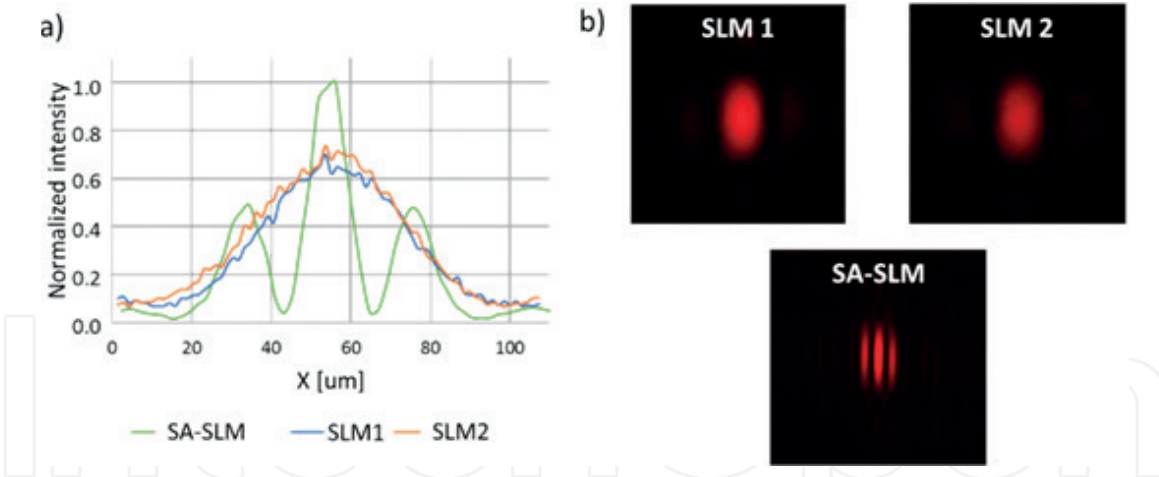 a)
Normalized intensity
1.0
0.8
0.6
0.4
0.2
0.0
0 20 40 60 80 100
X [um]
SA-SLM SLM1 SLM2
b)
SLM 1
SLM 2
SA-SLM